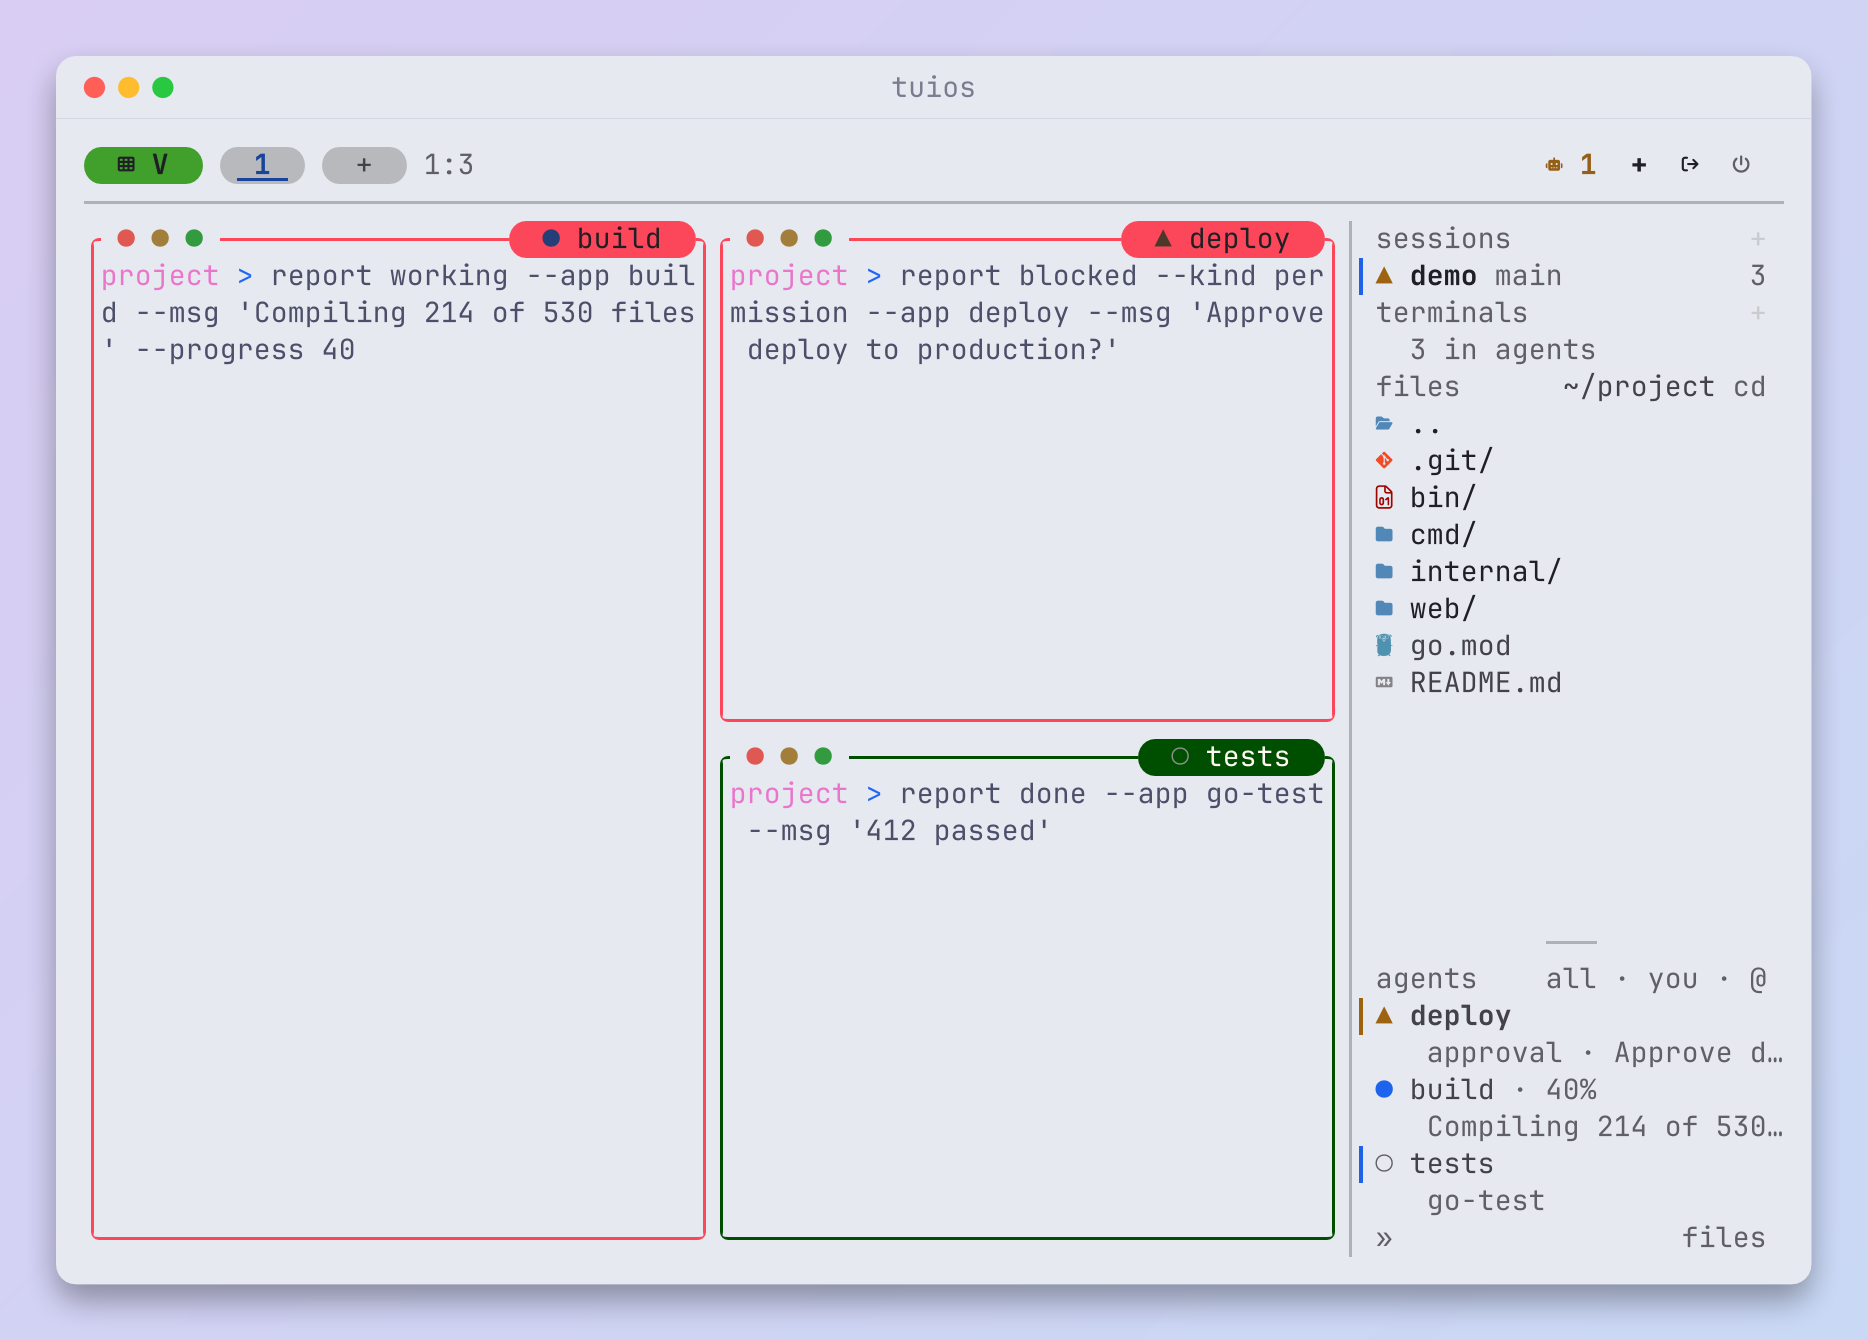 tuios
V 1 + 1:3
1 +
build
project > report working --app buil
d --msg 'Compiling 214 of 530 files
' --progress 40
deploy
project > report blocked --kind per
mission --app deploy --msg 'Approve
deploy to production?'
tests
project > report done --app go-test
--msg '412 passed'
sessions +
demo main 3
terminals +
3 in agents
files ~/project cd
..
.git/
bin/
cmd/
internal/
web/
go.mod
README.md
agents all · you · @
deploy
approval · Approve d…
build · 40%
Compiling 214 of 530…
tests
go-test
» files